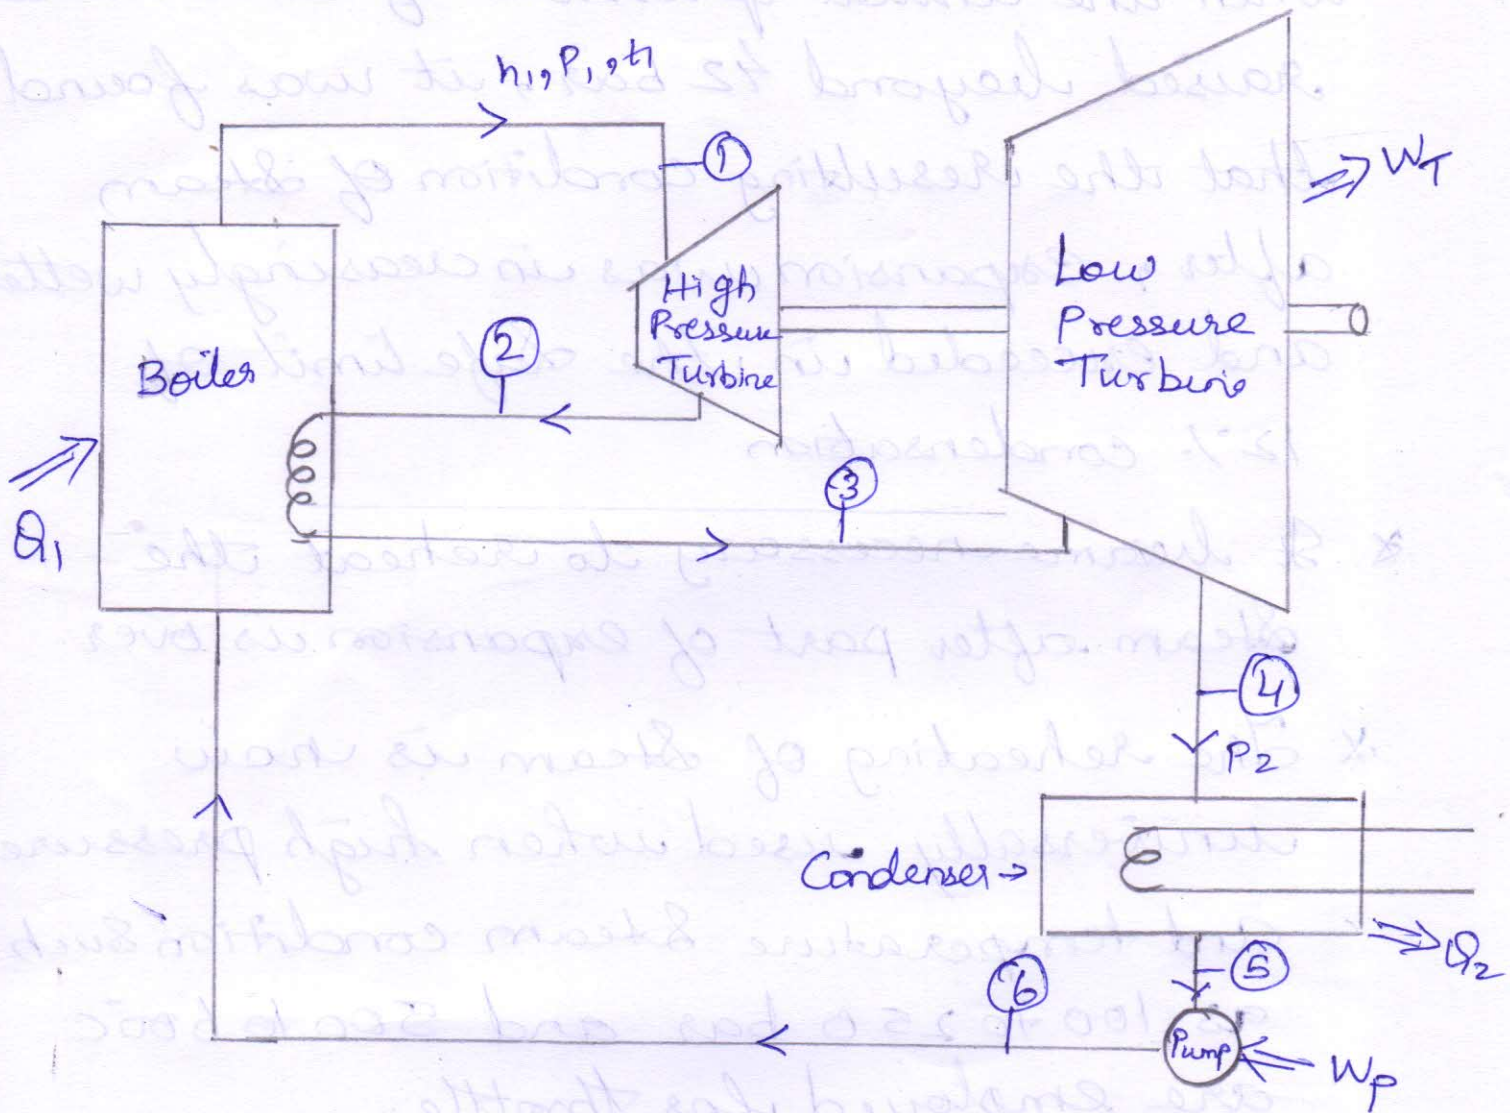 h1, P1, t1
①
WT
High
Pressure
Turbine
Low
Pressure
Turbine
②
Boiler
③
Q1
④
P2
Condenser →
Q2
⑤
⑥
Pump
Wp